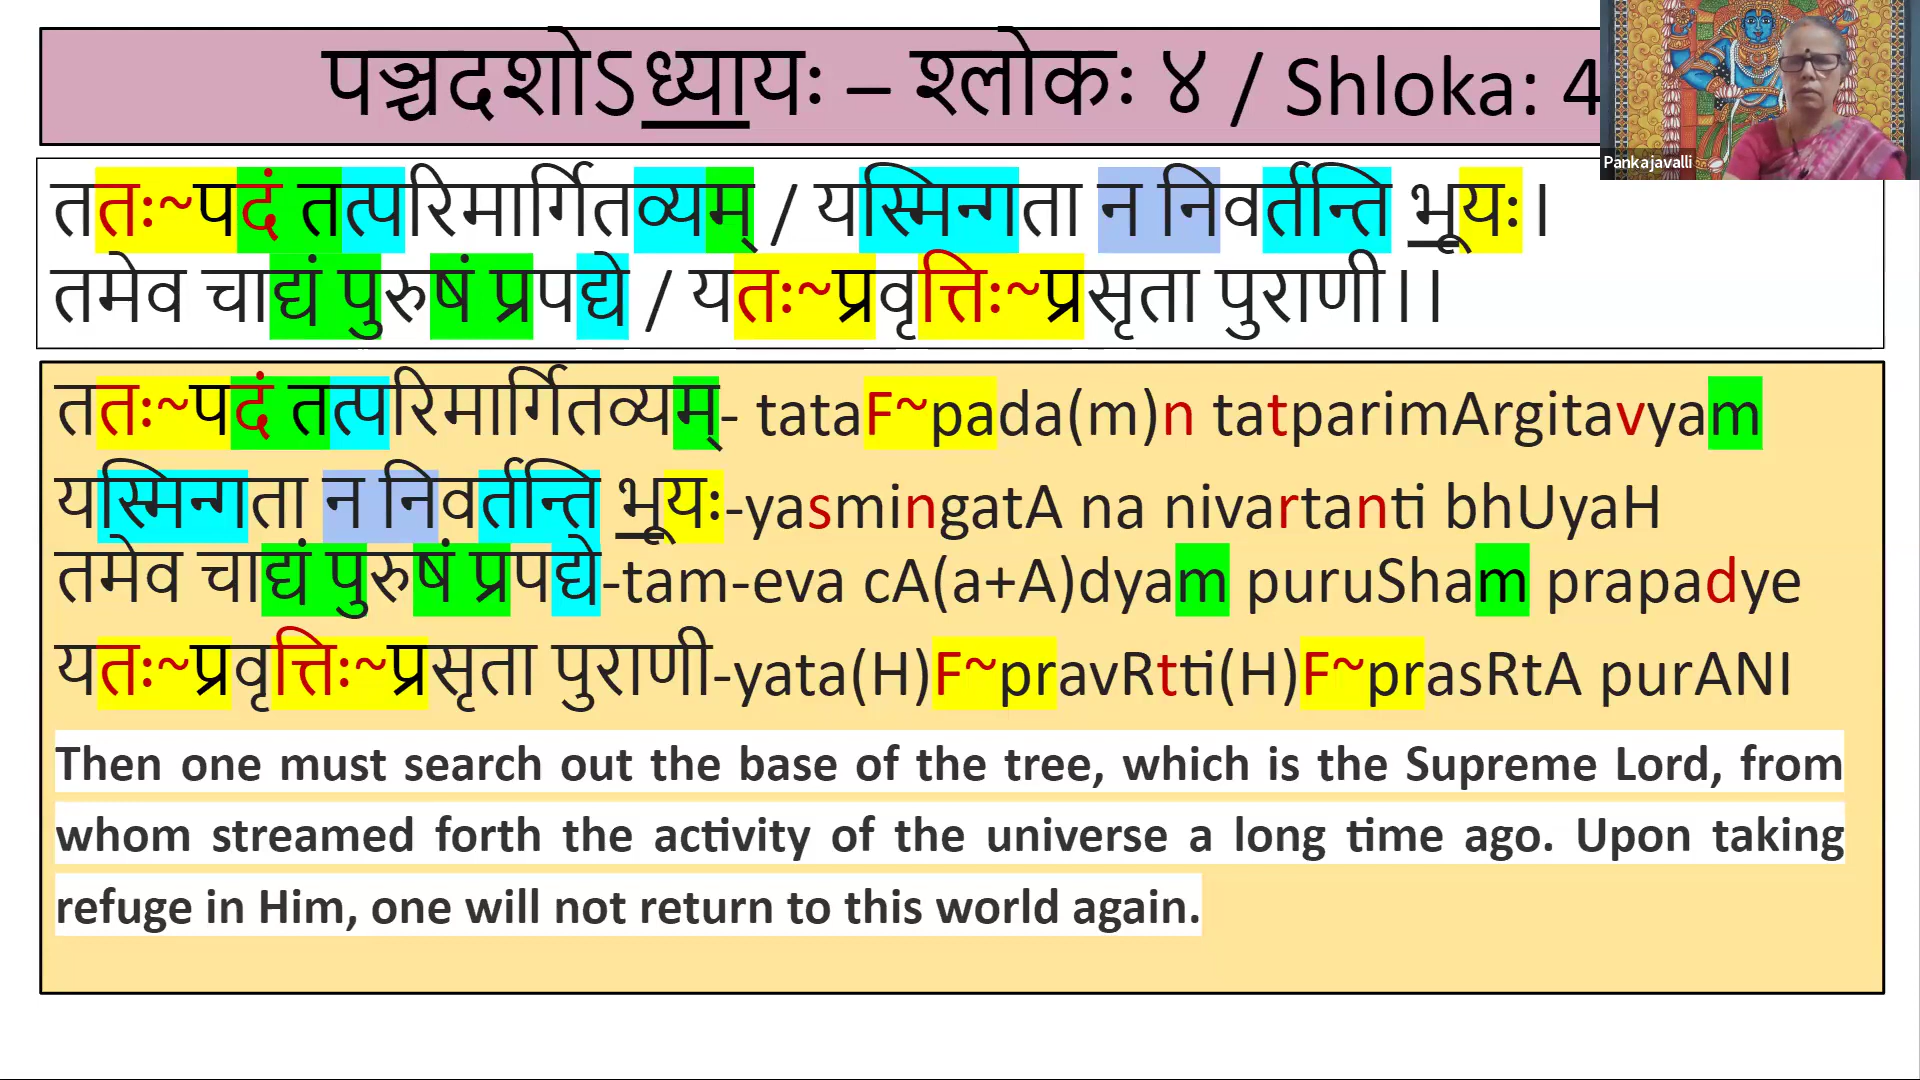 पञ्चदशोऽध्यायः – श्लोकः ४ / Shloka: 4
Pankajavalli
ततः~पदं तत्परिमार्गितव्यम् / यस्मिन्गता न निवर्तन्ति भूयः।
तमेव चाद्यं पुरुषं प्रपद्ये / यतः~प्रवृत्तिः~प्रसृता पुराणी।।
ततः~पदं तत्परिमार्गितव्यम्- tataF~pada(m)n tatparimArgitavyam
यस्मिन्गता न निवर्तन्ति भूयः-yasmingatA na nivartanti bhUyaH
तमेव चाद्यं पुरुषं प्रपद्ये-tam-eva cA(a+A)dyam puruSham prapadye
यतः~प्रवृत्तिः~प्रसृता पुराणी-yata(H)F~pravRtti(H)F~prasRtA purANI
Then one must search out the base of the tree, which is the Supreme Lord, from
whom streamed forth the activity of the universe a long time ago. Upon taking
refuge in Him, one will not return to this world again.